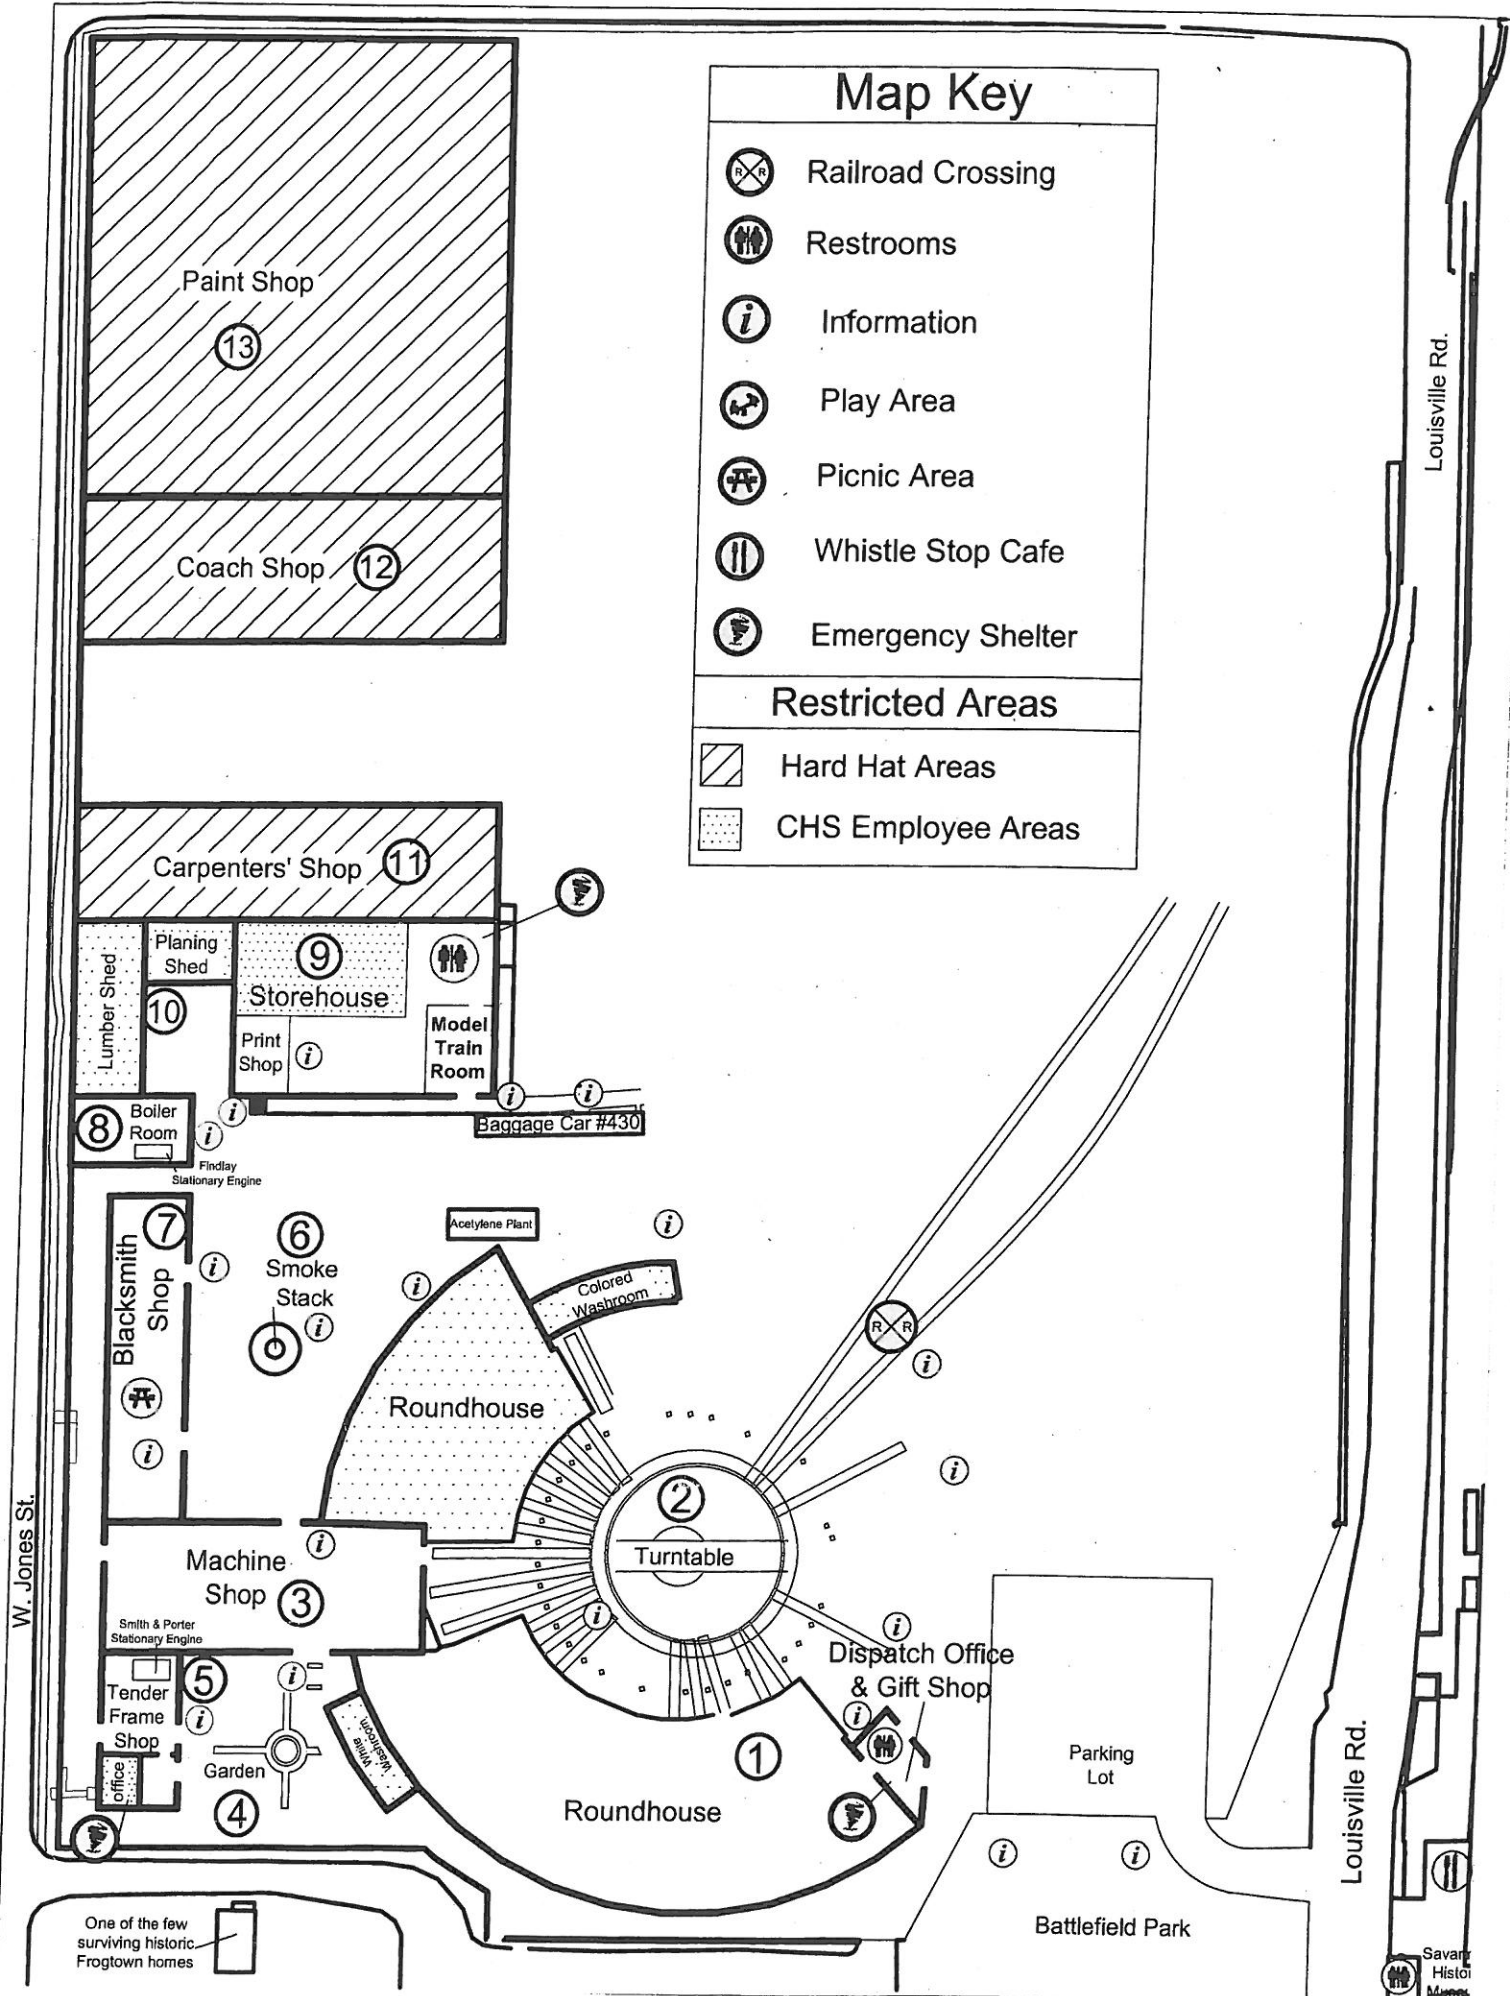 Map Key
R R
Railroad Crossing
Restrooms
i
Information
Play Area
Picnic Area
Whistle Stop Cafe
Emergency Shelter
Restricted Areas
Hard Hat Areas
CHS Employee Areas
Louisville Rd.
Paint Shop
13
Coach Shop
12
Carpenters' Shop
11
Lumber Shed
Planing
Shed
10
9
Storehouse
Print
Shop
i
Model
Train
Room
i
i
Baggage Car #430
8
Boiler
Room
i
i
Findlay
Stationary Engine
7
Blacksmith
Shop
i
i
6
Smoke
Stack
i
Acetylene Plant
i
i
Colored
Washroom
Roundhouse
R R
i
i
2
Turntable
i
i
Machine
Shop
3
i
Smith & Porter
Stationary Engine
W. Jones St.
5
Tender
Frame
Shop
office
i
i
Garden
4
White
Washroom
Dispatch Office
& Gift Shop
i
1
Roundhouse
Parking
Lot
i
i
Battlefield Park
Louisville Rd.
One of the few
surviving historic
Frogtown homes